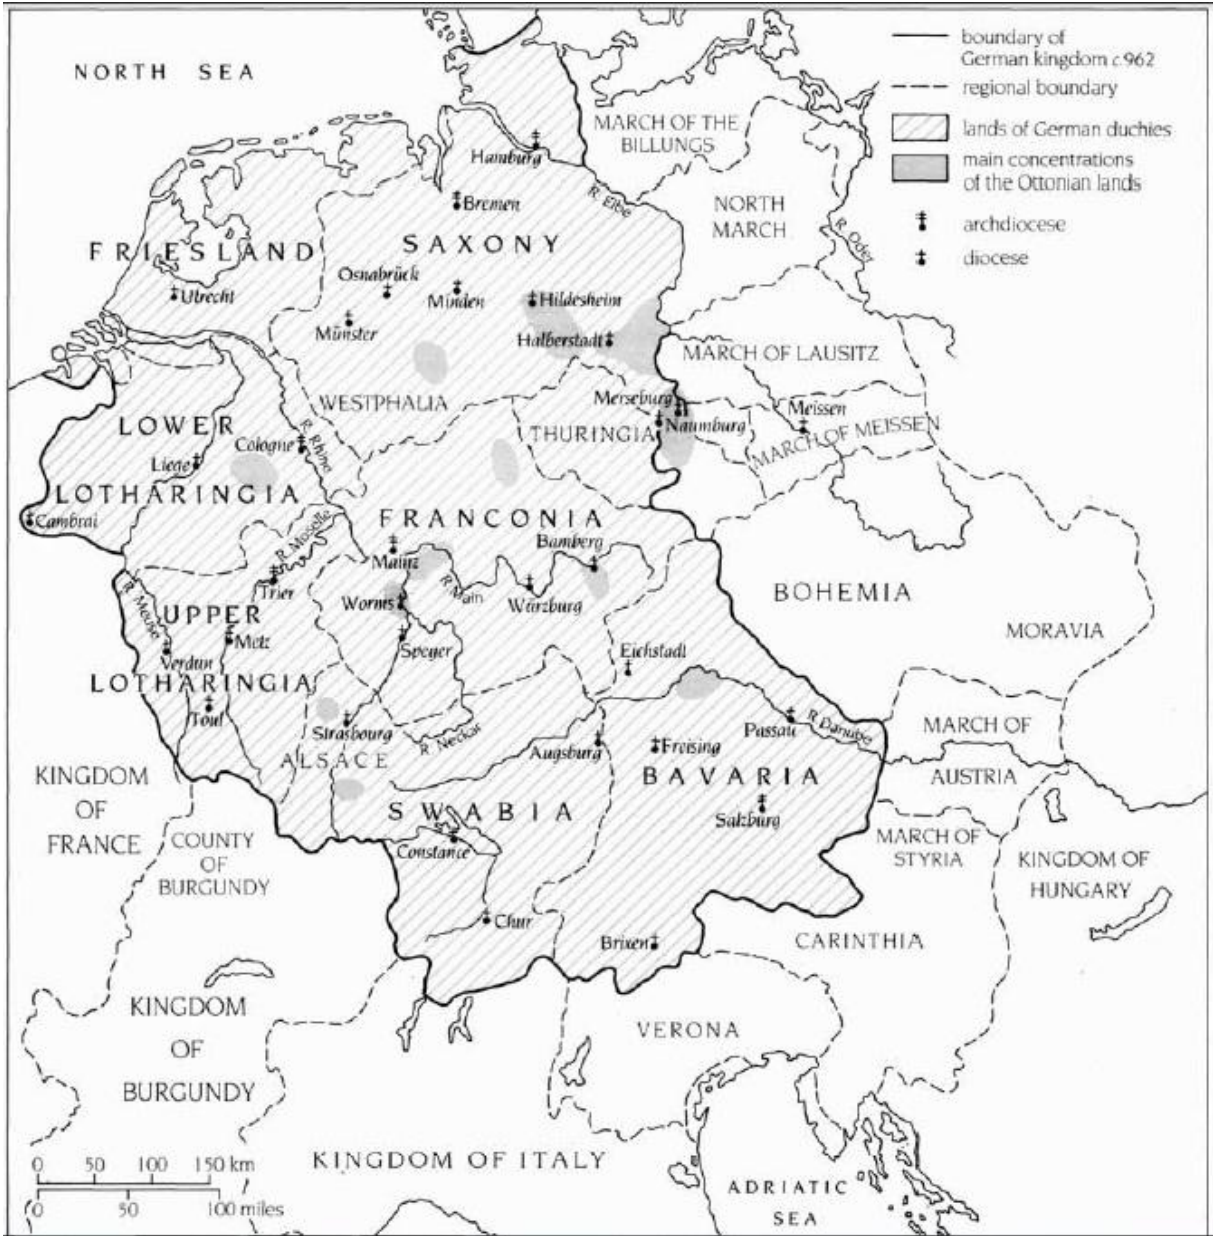 NORTH SEA
boundary of
German kingdom c.962
regional boundary
lands of German duchies
main concentrations
of the Ottonian lands
archdiocese
diocese
MARCH OF THE
BILLUNGS
Hamburg
R. Elbe
Bremen
NORTH
MARCH
R. Oder
FRIESLAND
SAXONY
Osnabrück
Utrecht
Minden
Hildesheim
Münster
Halberstadt
MARCH OF LAUSITZ
WESTPHALIA
Merseburg
Meissen
LOWER
THURINGIA
Naumburg
MARCH OF MEISSEN
Cologne
R. Rhine
Liege
LOTHARINGIA
Cambrai
FRANCONIA
R. Moselle
Bamberg
Mainz
Trier
R. Meuse
R. Main
Worms
Würzburg
BOHEMIA
UPPER
MORAVIA
Metz
Speyer
Verdun
Eichstadt
LOTHARINGIA
Toul
Strasbourg
R. Neckar
Passau
R. Danube
MARCH OF
AUSTRIA
ALSACE
Augsburg
Freising
BAVARIA
KINGDOM
OF
FRANCE
SWABIA
Salzburg
COUNTY
OF
BURGUNDY
Constance
MARCH OF
STYRIA
KINGDOM OF
HUNGARY
Chur
Brixen
CARINTHIA
KINGDOM
OF
BURGUNDY
VERONA
KINGDOM OF ITALY
ADRIATIC
SEA
0 50 100 150 km
0 50 100 miles